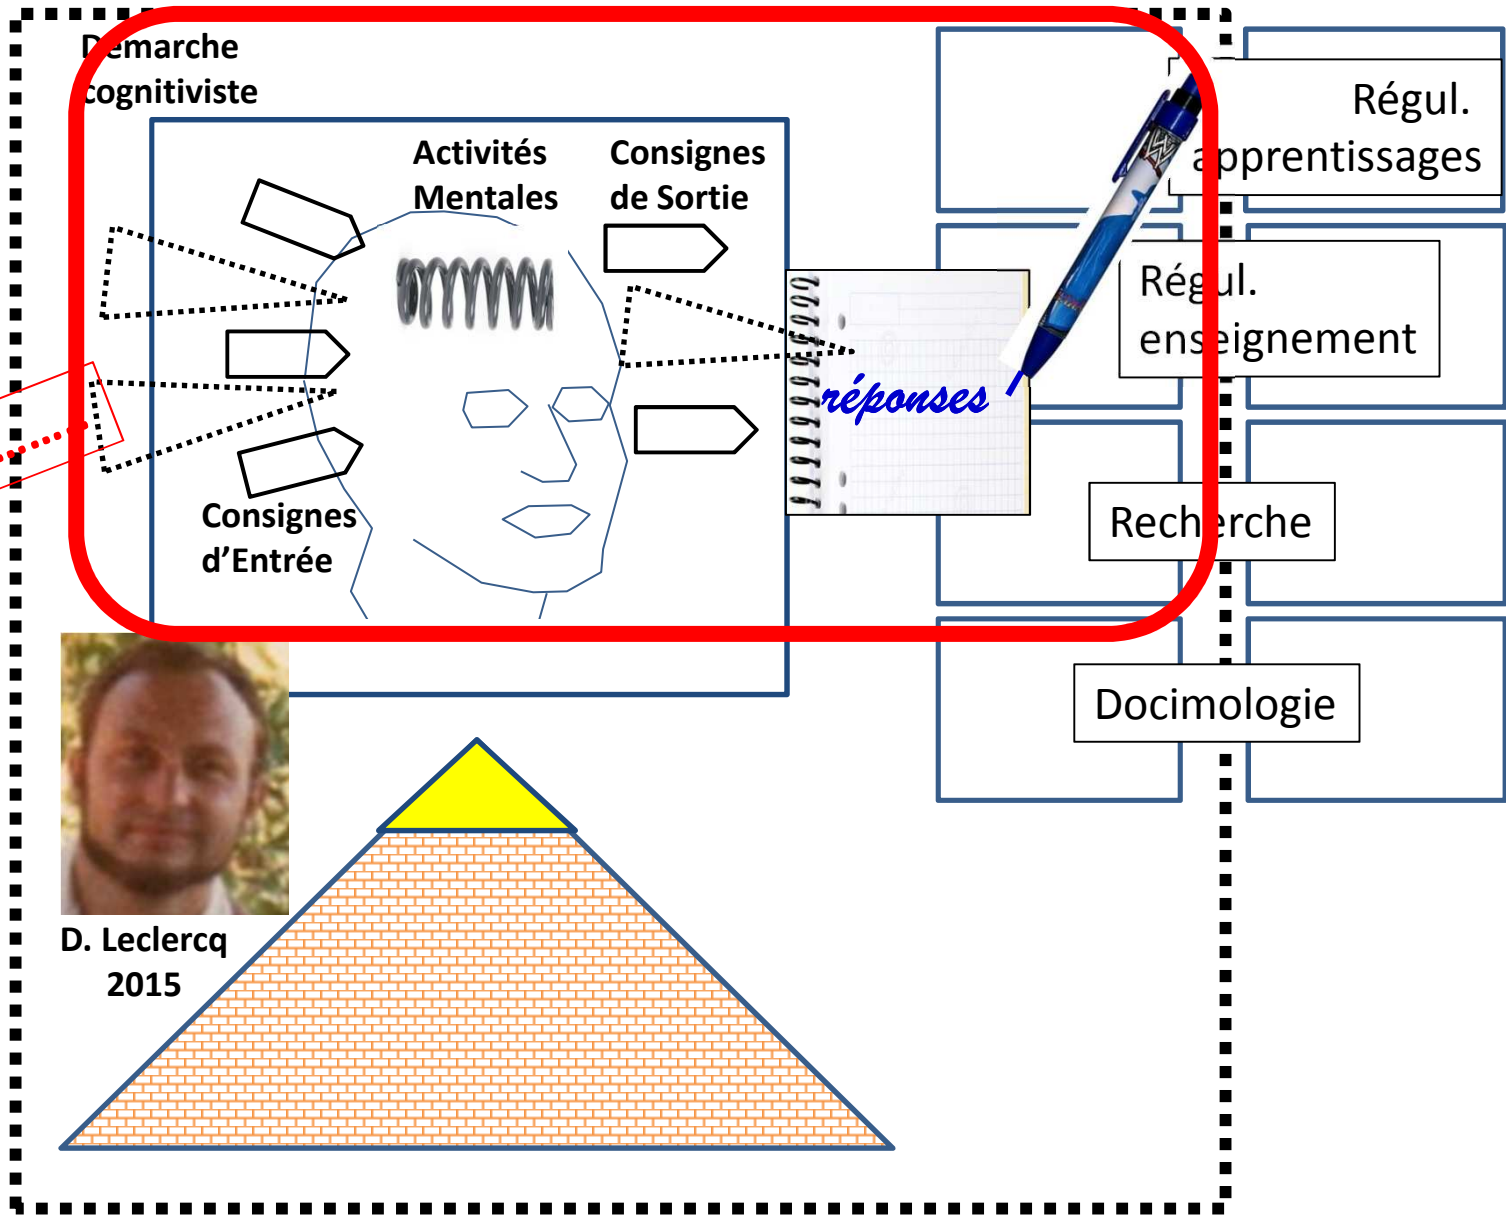 Démarche
cognitiviste
Activités
Mentales
Consignes
de Sortie
Régul.
apprentissages
Régul.
enseignement
réponses
Consignes
d’Entrée
Recherche
Docimologie
D. Leclercq
2015